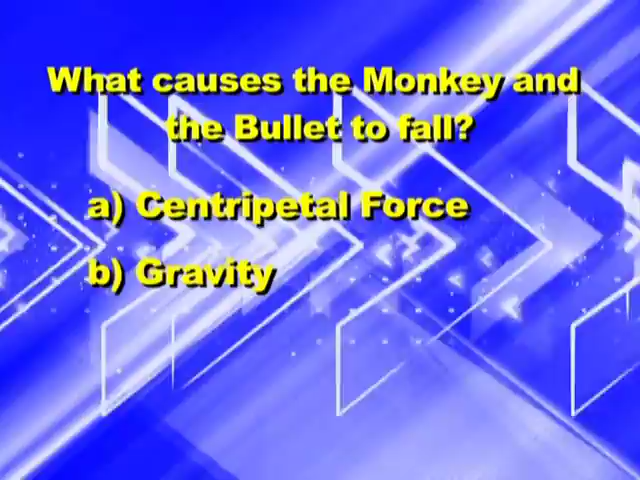 What causes the Monkey and
the Bullet to fall?
a) Centripetal Force
b) Gravity